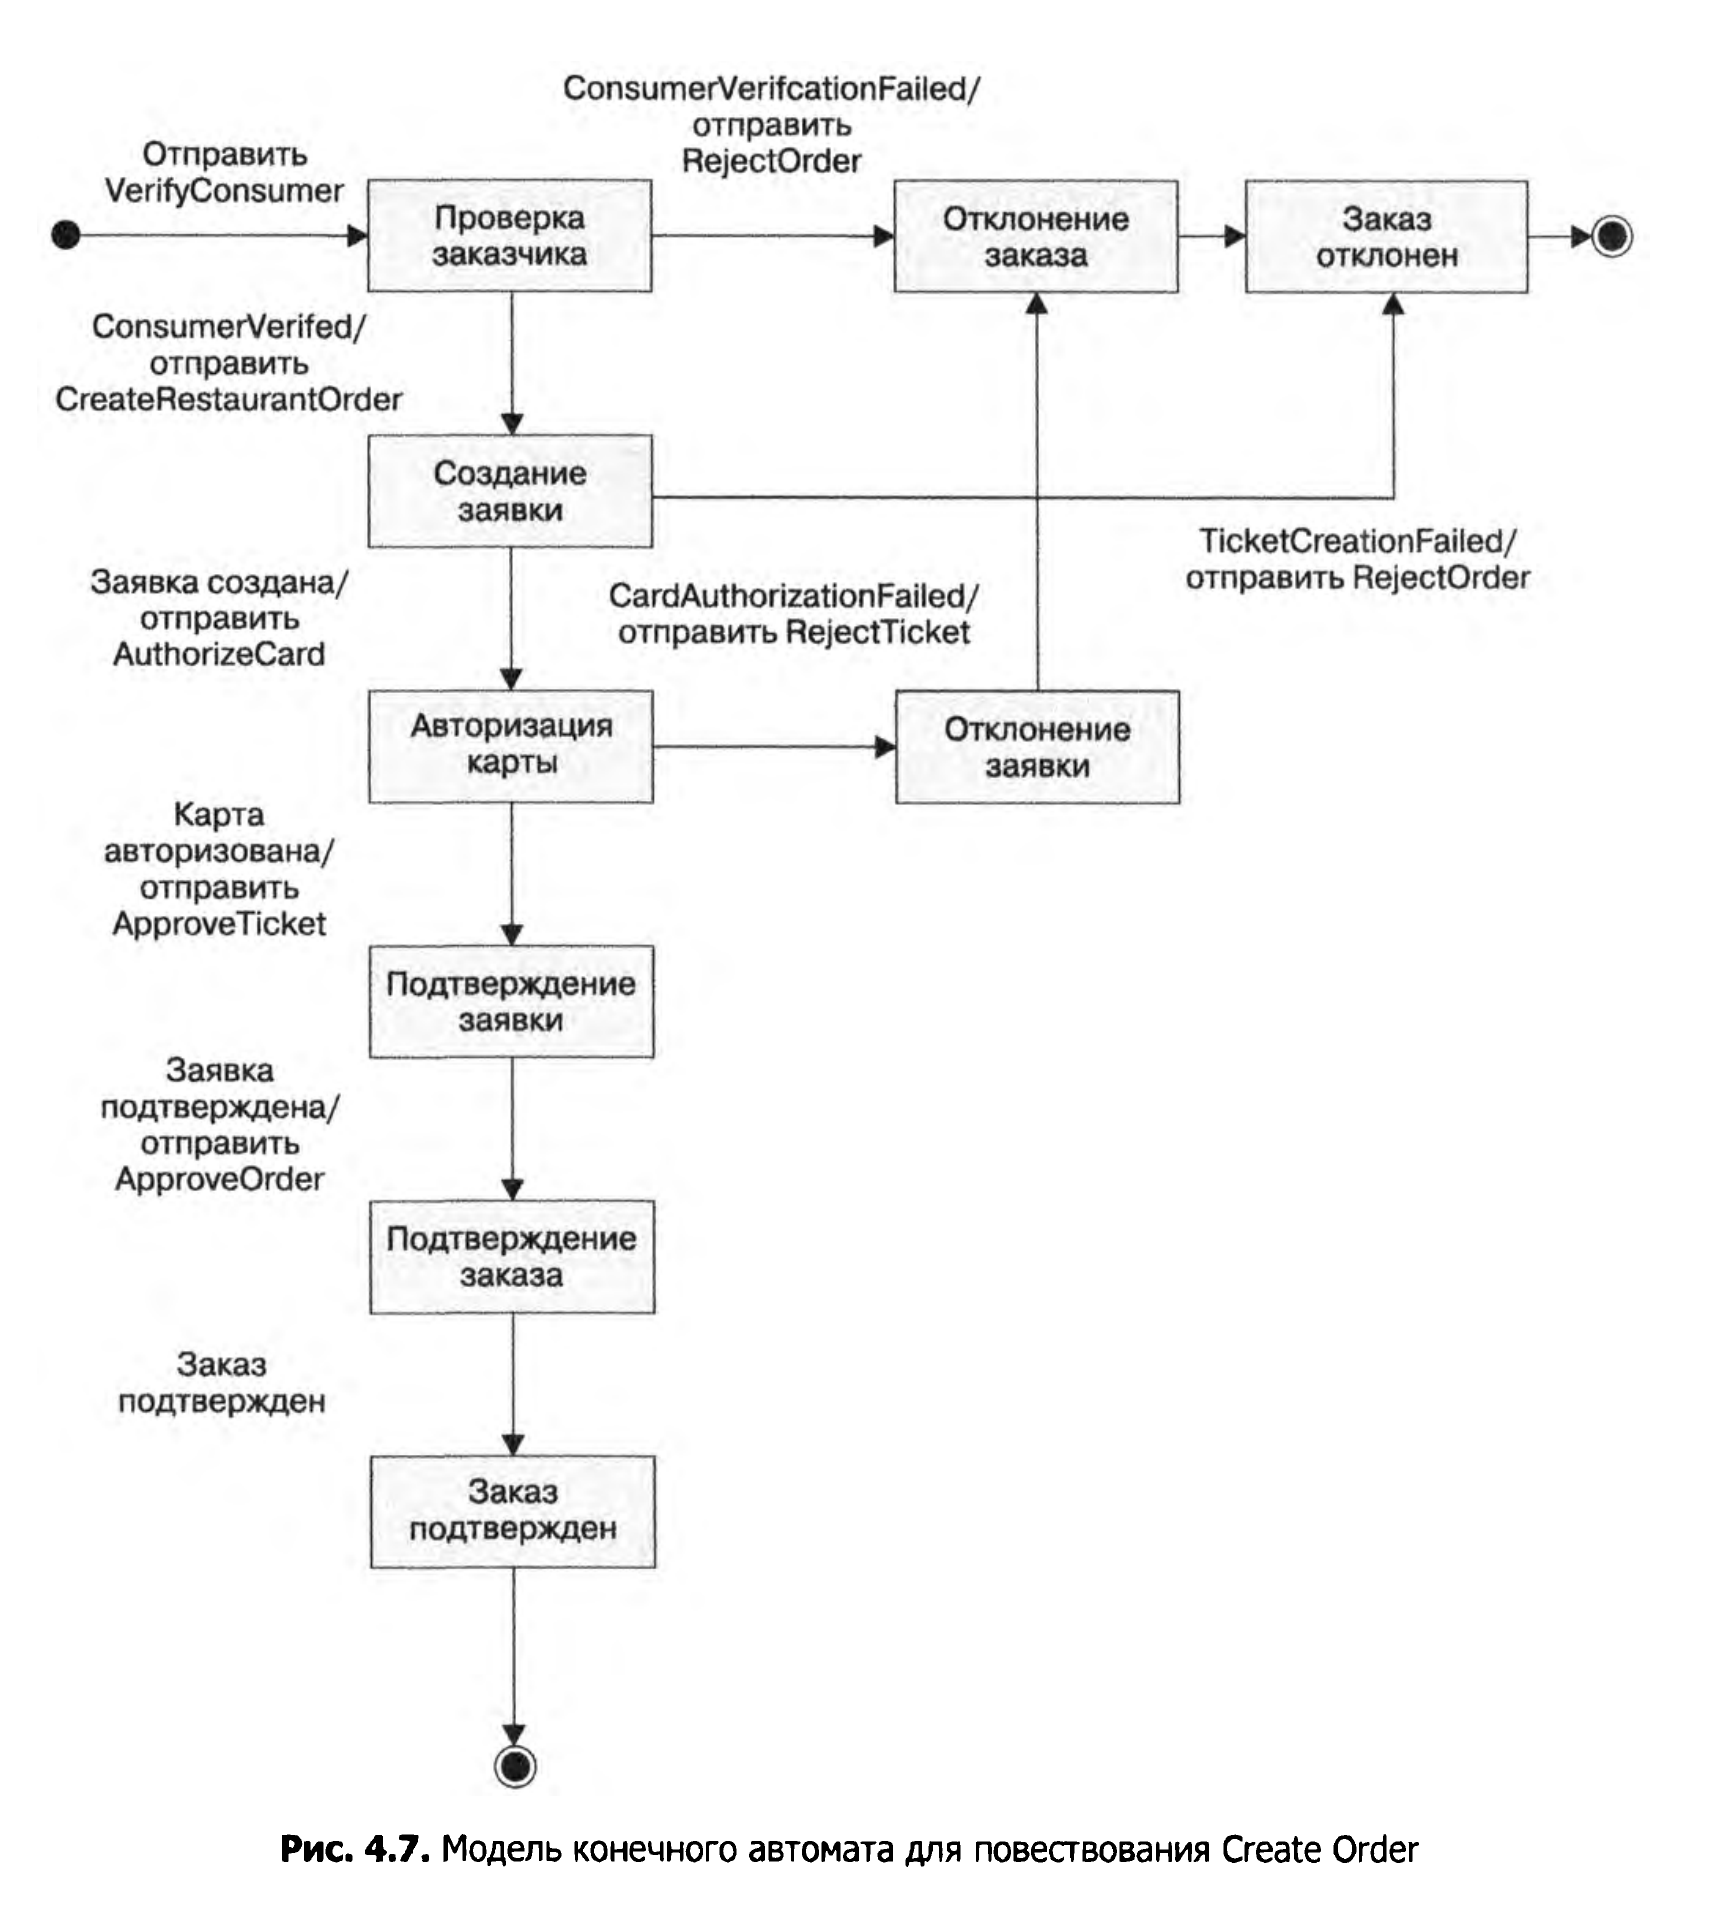 ConsumerVerifcationFailed/
отправить
RejectOrder
Отправить
VerifyConsumer
Проверка
заказчика
Отклонение
заказа
Заказ
отклонен
ConsumerVerifed/
отправить
CreateRestaurantOrder
Создание
заявки
TicketCreationFailed/
отправить RejectOrder
Заявка создана/
отправить
AuthorizeCard
CardAuthorizationFailed/
отправить RejectTicket
Авторизация
карты
Отклонение
заявки
Карта
авторизована/
отправить
ApproveTicket
Подтверждение
заявки
Заявка
подтверждена/
отправить
ApproveOrder
Подтверждение
заказа
Заказ
подтвержден
Заказ
подтвержден
Рис. 4.7. Модель конечного автомата для повествования Create Order